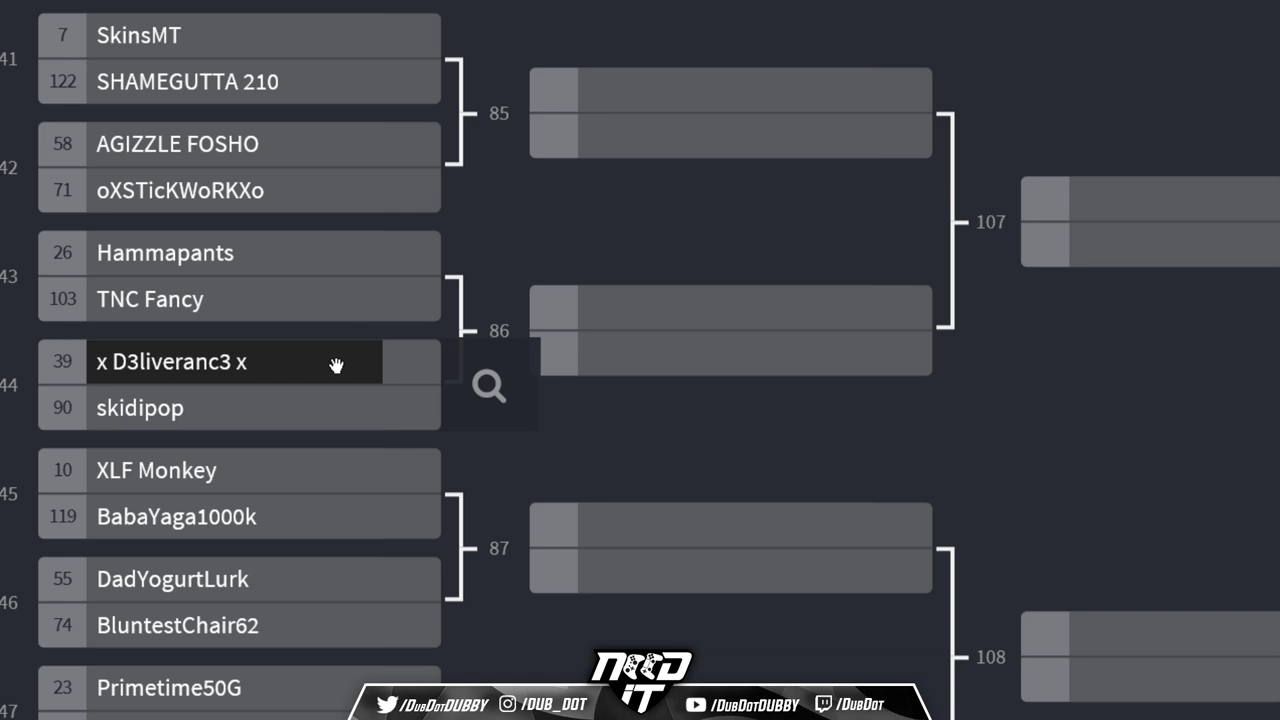 41
7 SkinsMT
122 SHAMEGUTTA 210
85
42
58 AGIZZLE FOSHO
71 oXSTicKWoRKXo
107
43
26 Hammapants
103 TNC Fancy
86
44
39 x D3liveranc3 x
90 skidipop
45
10 XLF Monkey
119 BabaYaga1000k
87
46
55 DadYogurtLurk
74 BluntestChair62
108
47
23 Primetime50G
NERD IT
/DubDotDUBBY /DUB_DOT /DubDotDUBBY /DubDot